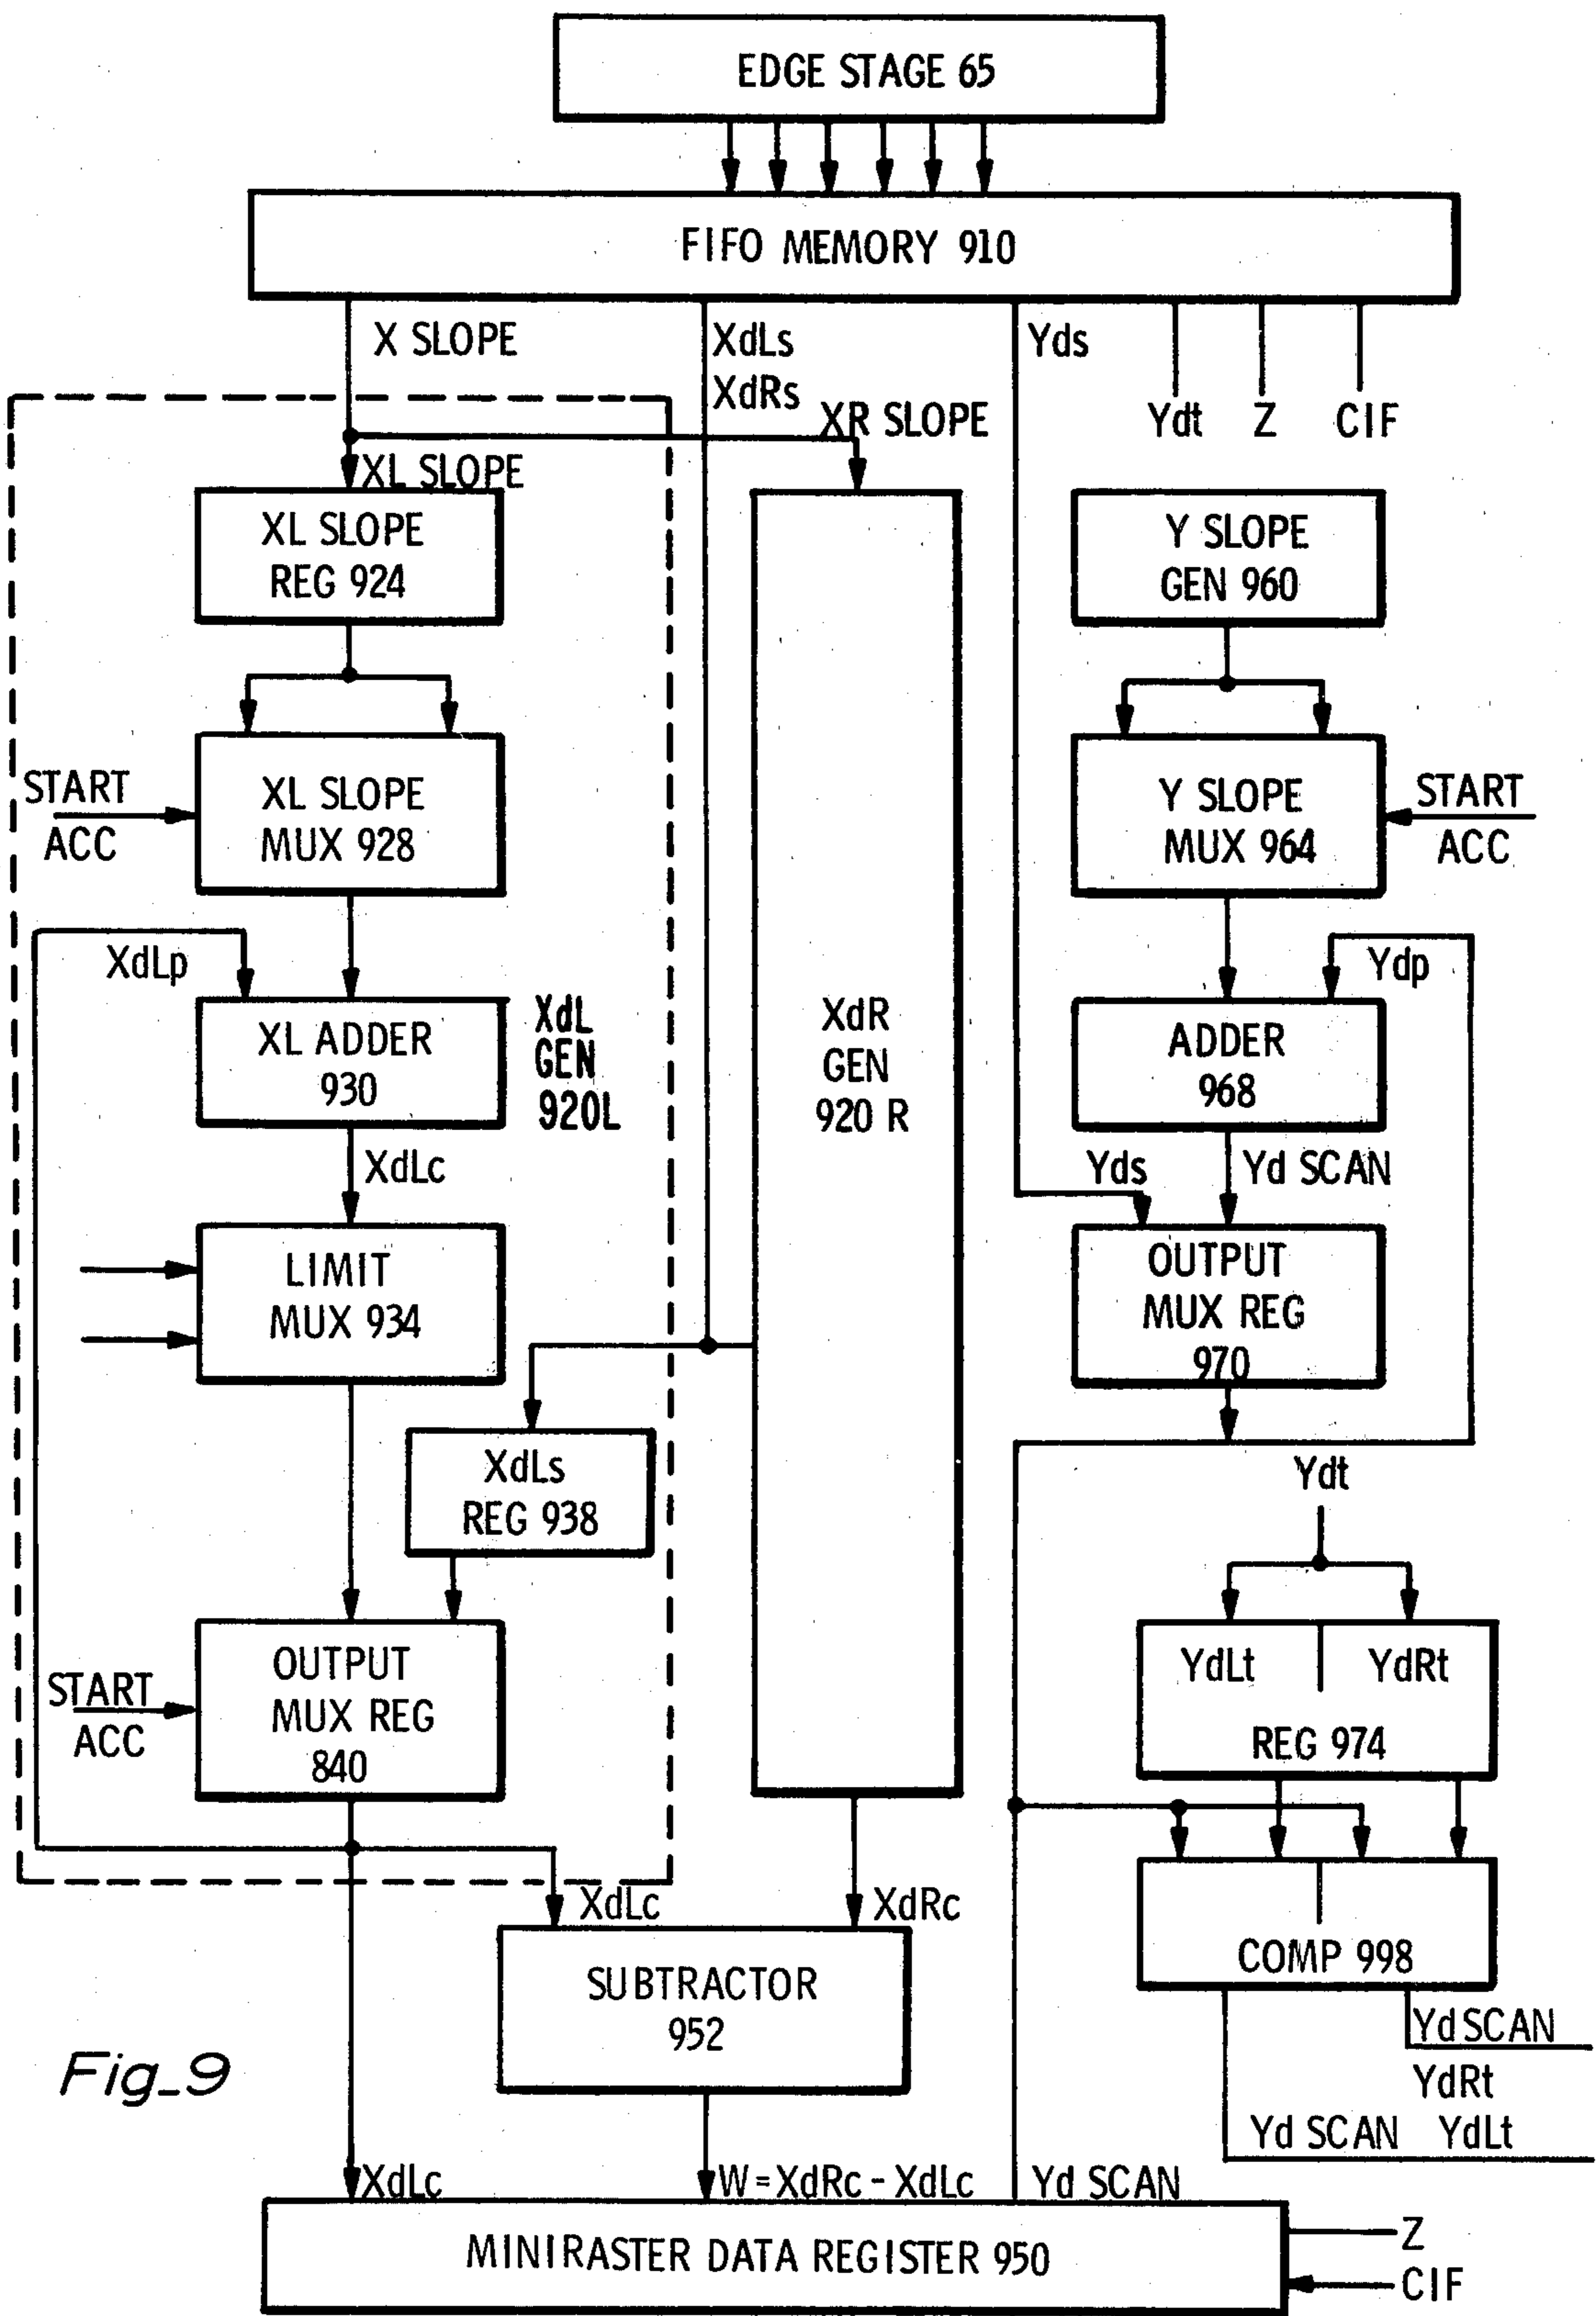 EDGE STAGE 65
FIFO MEMORY 910
X SLOPE
XdLs
XdRs
Yds
Ydt
Z
CIF
XR SLOPE
XL SLOPE
XL SLOPE
REG 924
Y SLOPE
GEN 960
START
ACC
XL SLOPE
MUX 928
Y SLOPE
MUX 964
START
ACC
XdLp
XL ADDER
930
XdL
GEN
920L
XdR
GEN
920 R
Ydp
ADDER
968
XdLc
Yds
Yd SCAN
LIMIT
MUX 934
OUTPUT
MUX REG
970
XdLs
REG 938
Ydt
START
ACC
OUTPUT
MUX REG
840
YdLt
YdRt
REG 974
XdLc
XdRc
COMP 998
SUBTRACTOR
952
Yd SCAN
YdRt
Yd SCAN YdLt
Fig_9
XdLc
W = XdRc - XdLc
Yd SCAN
MINIRASTER DATA REGISTER 950
Z
CIF